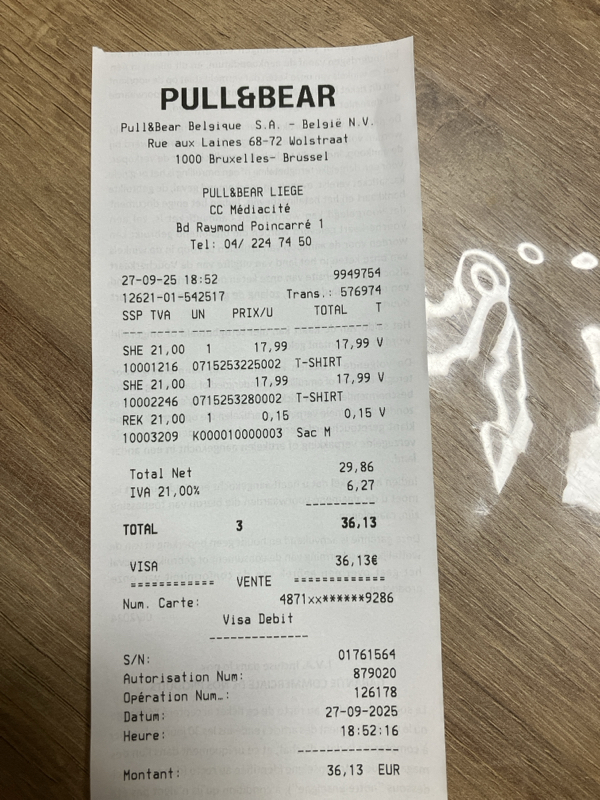 PULL&BEAR
Pull&Bear Belgique S.A. - België N.V.
Rue aux Laines 68-72 Wolstraat
1000 Bruxelles- Brussel
PULL&BEAR LIEGE
CC Médiacité
Bd Raymond Poincarré 1
Tel: 04/ 224 74 50
27-09-25 18:52 9949754
12621-01-542517 Trans.: 576974
SSP TVA UN PRIX/U TOTAL T
--- ----- --- ---------- ----------- --
SHE 21,00 1 17,99 17,99 V
10001216 0715253225002 T-SHIRT
SHE 21,00 1 17,99 17,99 V
10002246 0715253280002 T-SHIRT
REK 21,00 1 0,15 0,15 V
10003209 K000010000003 Sac M
Total Net 29,86
IVA 21,00% 6,27
----------
TOTAL 3 36,13
VISA 36,13€
============ VENTE =============
Num. Carte: 4871xx******9286
Visa Debit
--------------
S/N: 01761564
Autorisation Num: 879020
Opération Num….: 126178
Datum: 27-09-2025
Heure: 18:52:16
--------------
Montant: 36,13 EUR